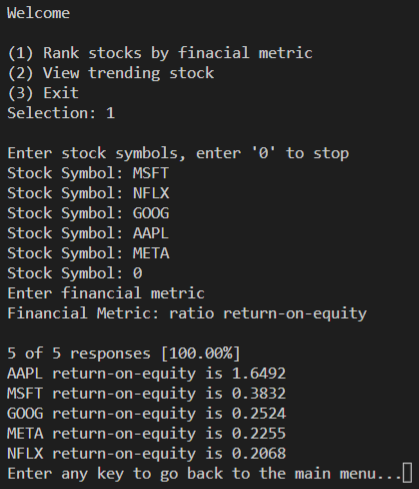 Welcome
(1) Rank stocks by finacial metric
(2) View trending stock
(3) Exit
Selection: 1
Enter stock symbols, enter '0' to stop
Stock Symbol: MSFT
Stock Symbol: NFLX
Stock Symbol: GOOG
Stock Symbol: AAPL
Stock Symbol: META
Stock Symbol: 0
Enter financial metric
Financial Metric: ratio return-on-equity
5 of 5 responses [100.00%]
AAPL return-on-equity is 1.6492
MSFT return-on-equity is 0.3832
GOOG return-on-equity is 0.2524
META return-on-equity is 0.2255
NFLX return-on-equity is 0.2068
Enter any key to go back to the main menu...